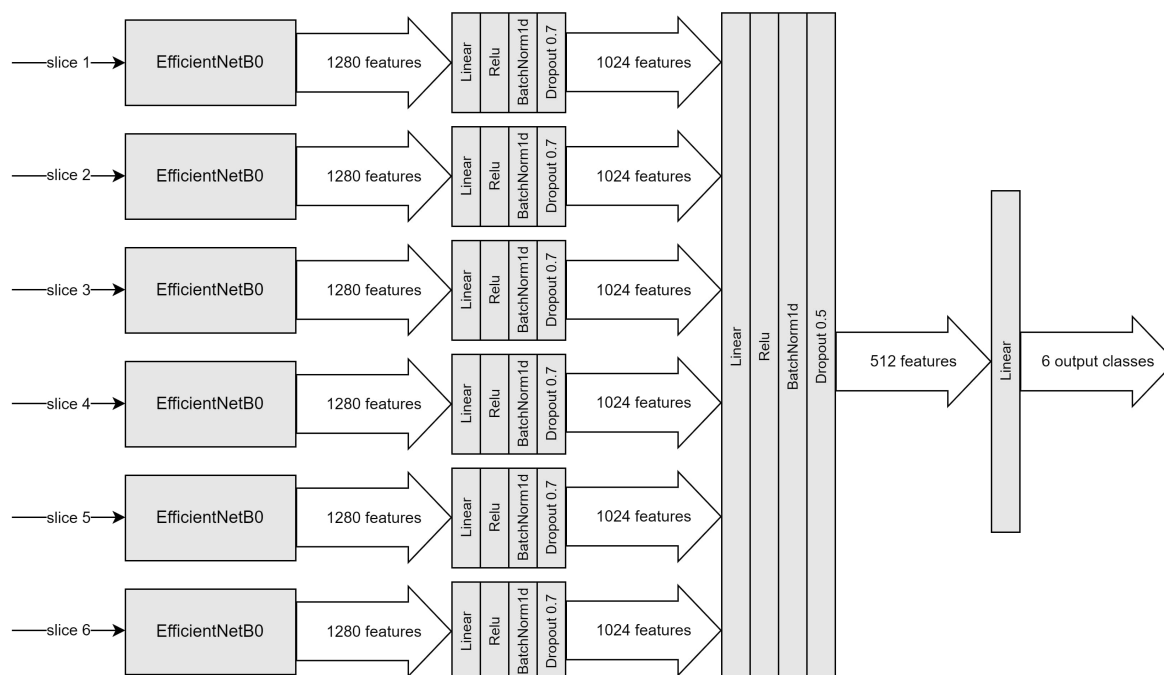 slice 1
EfficientNetB0
1280 features
Linear
Relu
BatchNorm1d
Dropout 0.7
1024 features
slice 2
EfficientNetB0
1280 features
Linear
Relu
BatchNorm1d
Dropout 0.7
1024 features
slice 3
EfficientNetB0
1280 features
Linear
Relu
BatchNorm1d
Dropout 0.7
1024 features
slice 4
EfficientNetB0
1280 features
Linear
Relu
BatchNorm1d
Dropout 0.7
1024 features
slice 5
EfficientNetB0
1280 features
Linear
Relu
BatchNorm1d
Dropout 0.7
1024 features
slice 6
EfficientNetB0
1280 features
Linear
Relu
BatchNorm1d
Dropout 0.7
1024 features
Linear
Relu
BatchNorm1d
Dropout 0.5
512 features
Linear
6 output classes